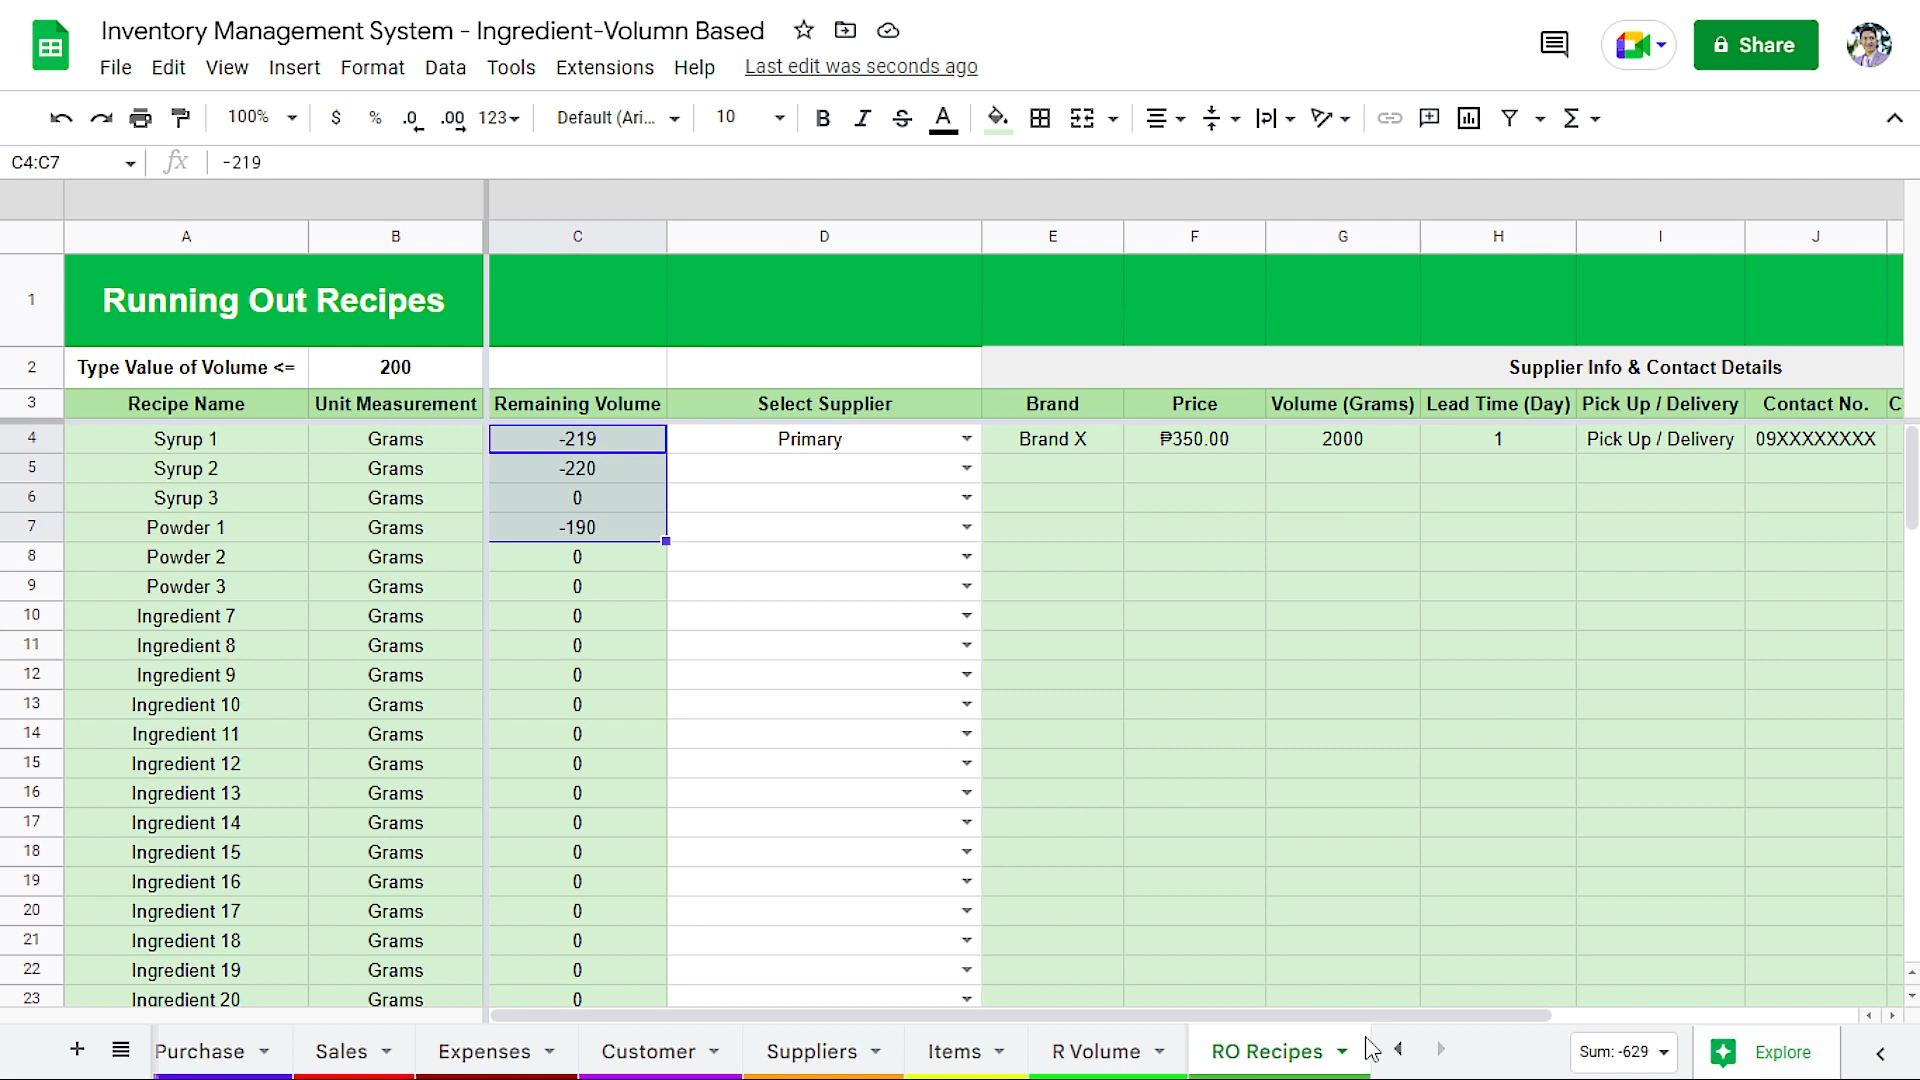 Inventory Management System - Ingredient-Volumn Based
File Edit View Insert Format Data Tools Extensions Help Last edit was seconds ago
Share
100% $ % .0 .00 123 Default (Ari... 10 B I S A Σ
C4:C7 fx -219
A B C D E F G H I J
1 Running Out Recipes
2 Type Value of Volume <= 200 Supplier Info & Contact Details
3 Recipe Name Unit Measurement Remaining Volume Select Supplier Brand Price Volume (Grams) Lead Time (Day) Pick Up / Delivery Contact No. C
4 Syrup 1 Grams -219 Primary Brand X ₱350.00 2000 1 Pick Up / Delivery 09XXXXXXXX
5 Syrup 2 Grams -220
6 Syrup 3 Grams 0
7 Powder 1 Grams -190
8 Powder 2 Grams 0
9 Powder 3 Grams 0
10 Ingredient 7 Grams 0
11 Ingredient 8 Grams 0
12 Ingredient 9 Grams 0
13 Ingredient 10 Grams 0
14 Ingredient 11 Grams 0
15 Ingredient 12 Grams 0
16 Ingredient 13 Grams 0
17 Ingredient 14 Grams 0
18 Ingredient 15 Grams 0
19 Ingredient 16 Grams 0
20 Ingredient 17 Grams 0
21 Ingredient 18 Grams 0
22 Ingredient 19 Grams 0
23 Ingredient 20 Grams 0
+ Purchase Sales Expenses Customer Suppliers Items R Volume RO Recipes Sum: -629 Explore